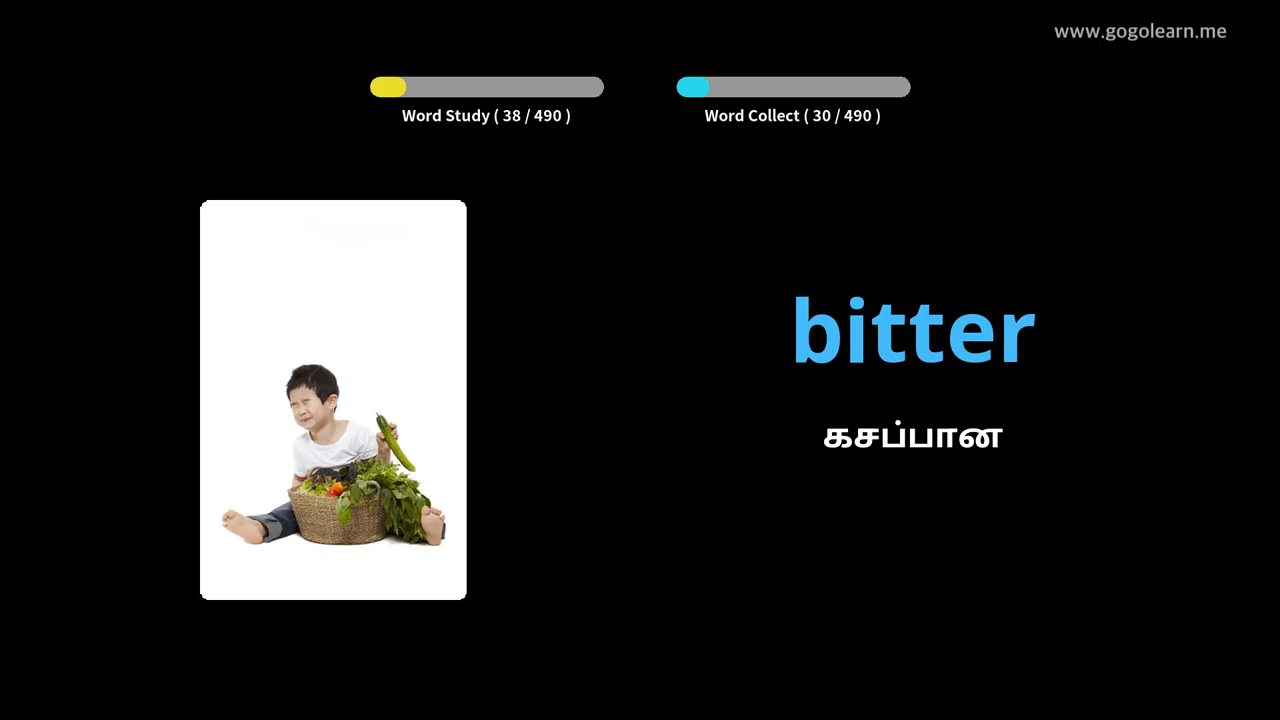 www.gogolearn.me
Word Study ( 38 / 490 )
Word Collect ( 30 / 490 )
bitter
கசப்பான